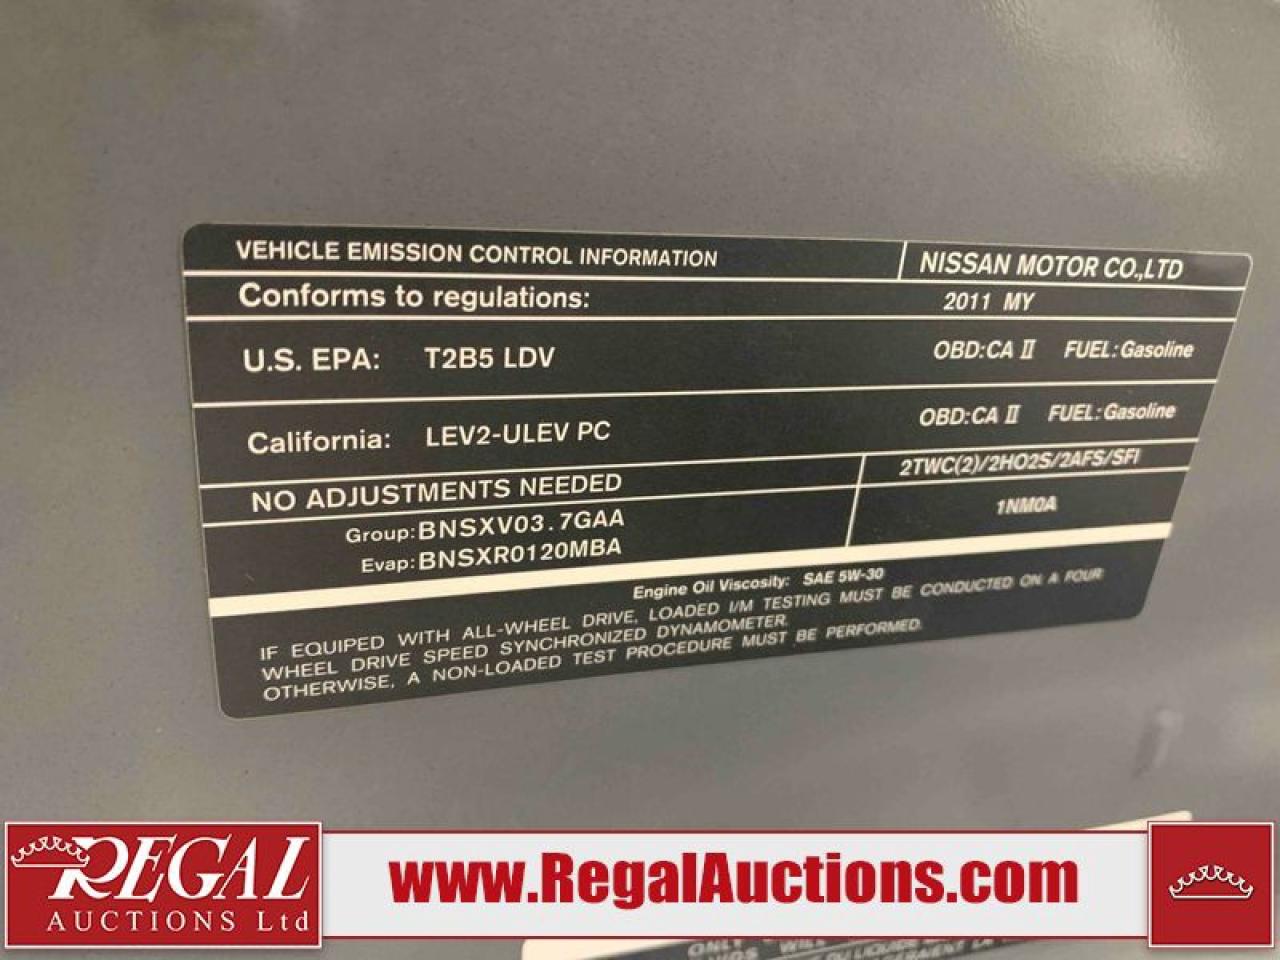 VEHICLE EMISSION CONTROL INFORMATION
NISSAN MOTOR CO.,LTD
Conforms to regulations:
2011 MY
U.S. EPA: T2B5 LDV
OBD:CA II FUEL:Gasoline
California: LEV2-ULEV PC
OBD:CA II FUEL:Gasoline
NO ADJUSTMENTS NEEDED
2TWC(2)/2HO2S/2AFS/SFI
Group:BNSXV03.7GAA
Evap:BNSXR0120MBA
1NM0A
Engine Oil Viscosity: SAE 5W-30
IF EQUIPED WITH ALL-WHEEL DRIVE, LOADED I/M TESTING MUST BE CONDUCTED ON A FOUR
WHEEL DRIVE SPEED SYNCHRONIZED DYNAMOMETER.
OTHERWISE, A NON-LOADED TEST PROCEDURE MUST BE PERFORMED.
REGAL
AUCTIONS Ltd
www.RegalAuctions.com
ONLY
WILL